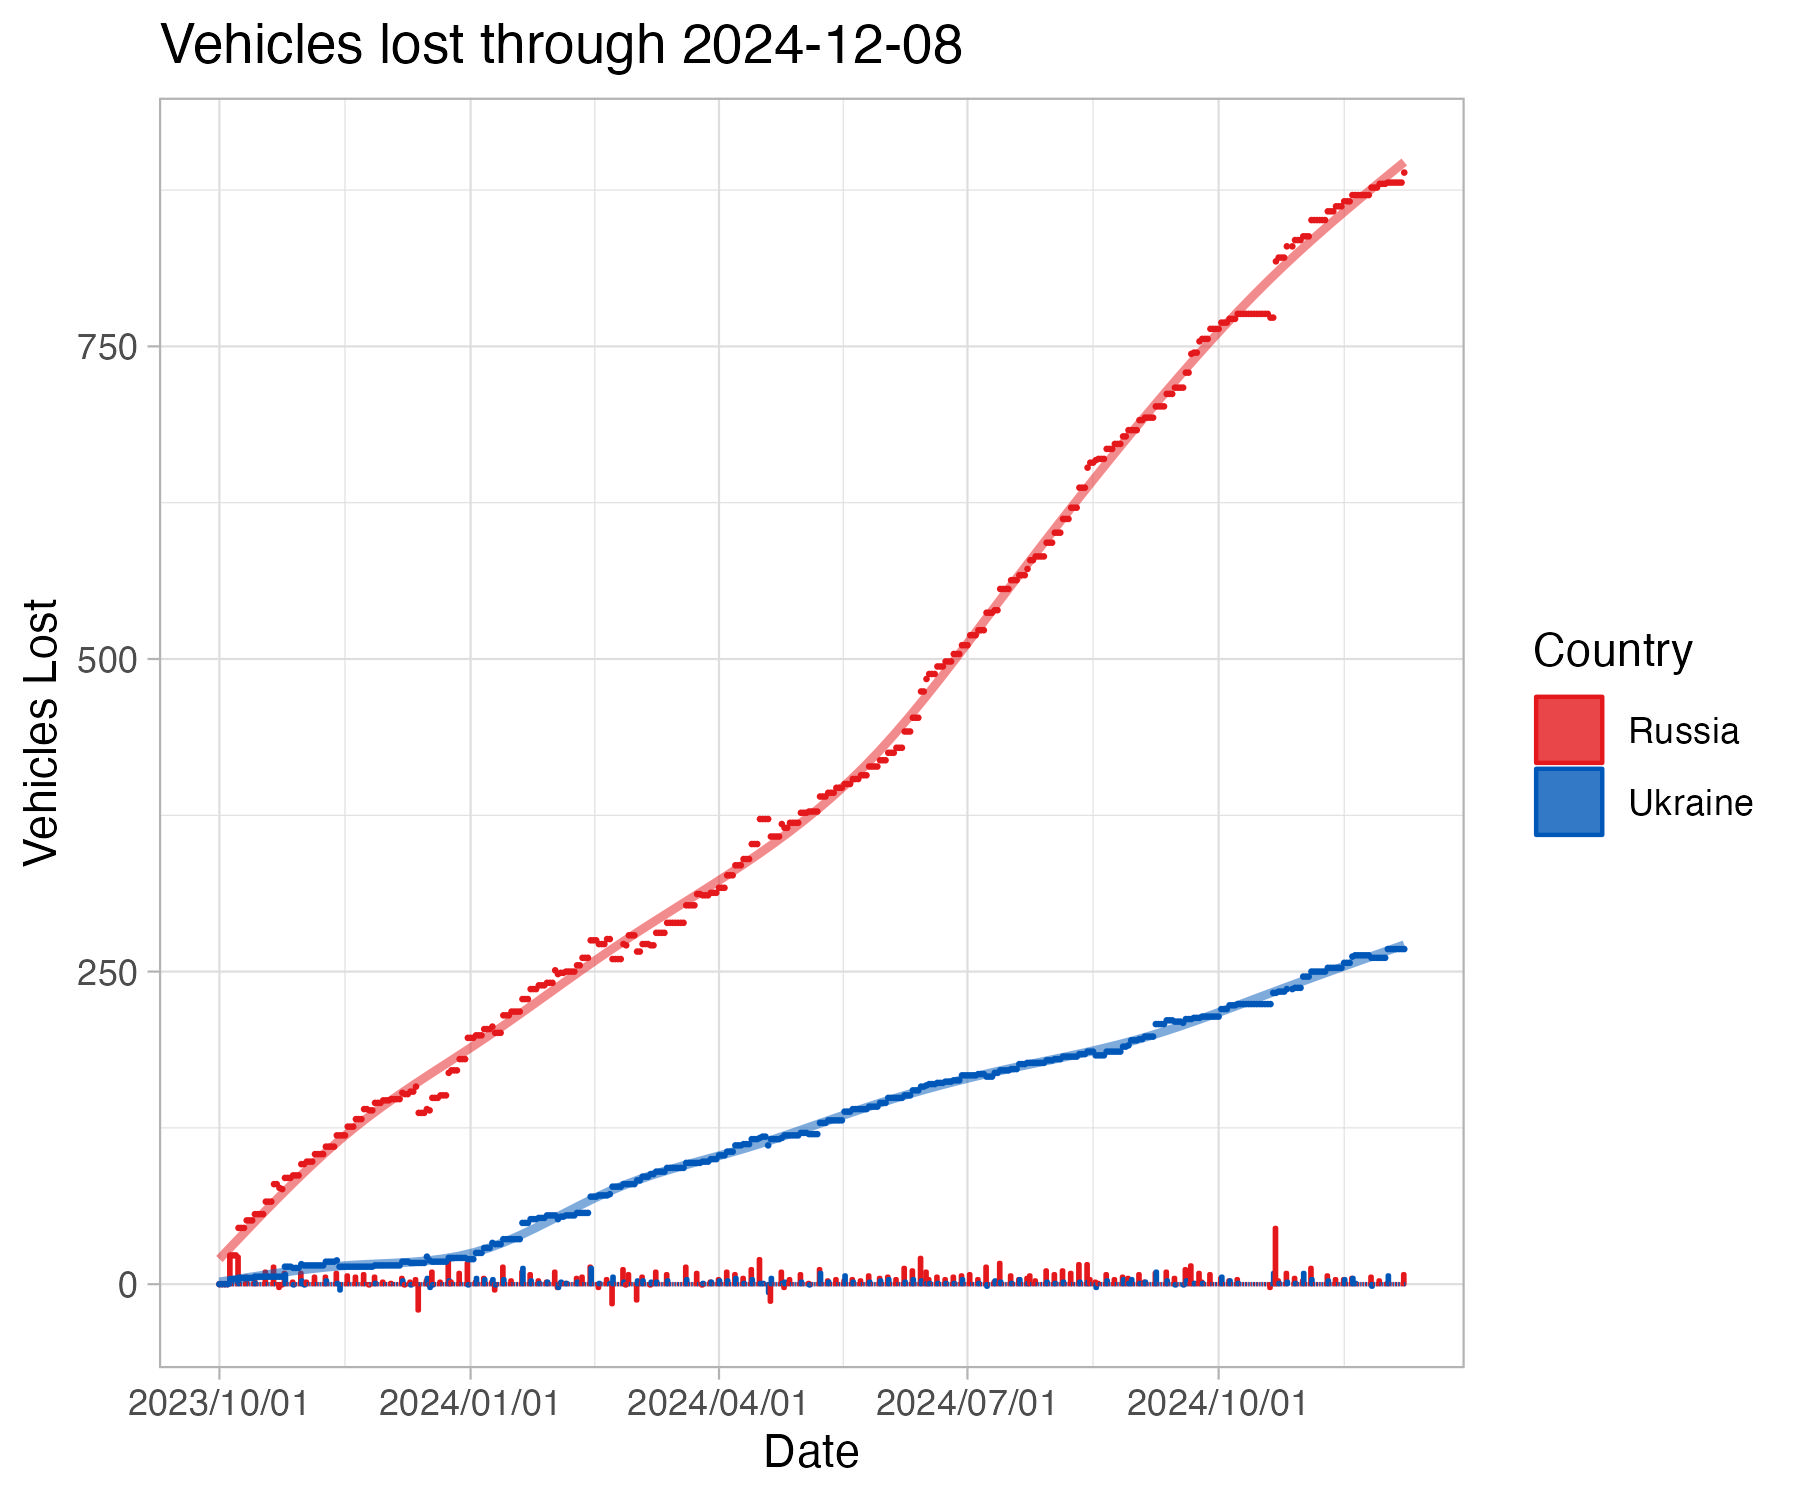 Vehicles lost through 2024-12-08
Vehicles Lost
750
500
250
0
2023/10/01 2024/01/01 2024/04/01 2024/07/01 2024/10/01
Date
Country
Russia
Ukraine